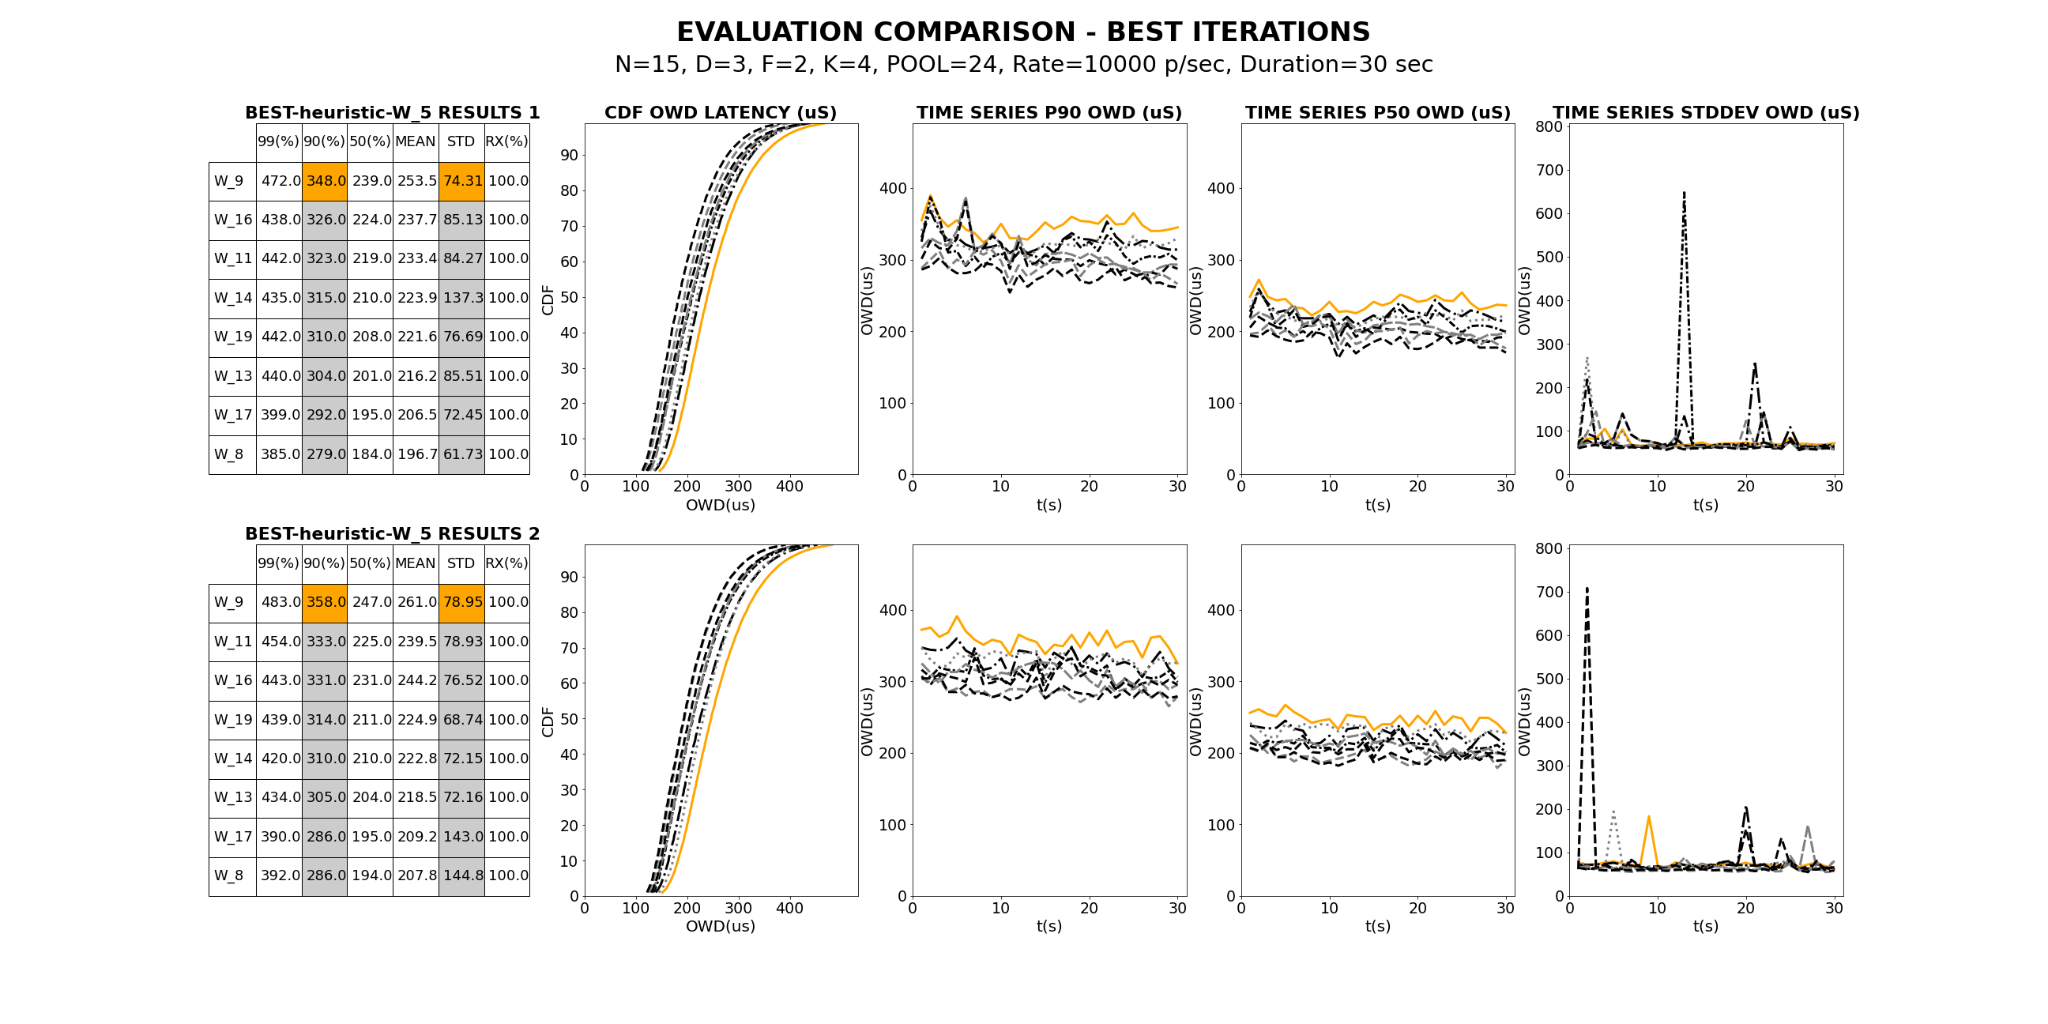 EVALUATION COMPARISON - BEST ITERATIONS
N=15, D=3, F=2, K=4, POOL=24, Rate=10000 p/sec, Duration=30 sec
BEST-heuristic-W_5 RESULTS 1
99(%) 90(%) 50(%) MEAN STD RX(%)
W_9 472.0 348.0 239.0 253.5 74.31 100.0
W_16 438.0 326.0 224.0 237.7 85.13 100.0
W_11 442.0 323.0 219.0 233.4 84.27 100.0
W_14 435.0 315.0 210.0 223.9 137.3 100.0
W_19 442.0 310.0 208.0 221.6 76.69 100.0
W_13 440.0 304.0 201.0 216.2 85.51 100.0
W_17 399.0 292.0 195.0 206.5 72.45 100.0
W_8 385.0 279.0 184.0 196.7 61.73 100.0
CDF OWD LATENCY (uS)
CDF
90
80
70
60
50
40
30
20
10
0
0 100 200 300 400
OWD(us)
TIME SERIES P90 OWD (uS)
OWD(us)
400
300
200
100
0
0 10 20 30
t(s)
TIME SERIES P50 OWD (uS)
OWD(us)
400
300
200
100
0
0 10 20 30
t(s)
TIME SERIES STDDEV OWD (uS)
OWD(us)
800
700
600
500
400
300
200
100
0
0 10 20 30
t(s)
BEST-heuristic-W_5 RESULTS 2
99(%) 90(%) 50(%) MEAN STD RX(%)
W_9 483.0 358.0 247.0 261.0 78.95 100.0
W_11 454.0 333.0 225.0 239.5 78.93 100.0
W_16 443.0 331.0 231.0 244.2 76.52 100.0
W_19 439.0 314.0 211.0 224.9 68.74 100.0
W_14 420.0 310.0 210.0 222.8 72.15 100.0
W_13 434.0 305.0 204.0 218.5 72.16 100.0
W_17 390.0 286.0 195.0 209.2 143.0 100.0
W_8 392.0 286.0 194.0 207.8 144.8 100.0
CDF
90
80
70
60
50
40
30
20
10
0
0 100 200 300 400
OWD(us)
OWD(us)
400
300
200
100
0
0 10 20 30
t(s)
OWD(us)
400
300
200
100
0
0 10 20 30
t(s)
OWD(us)
800
700
600
500
400
300
200
100
0
0 10 20 30
t(s)